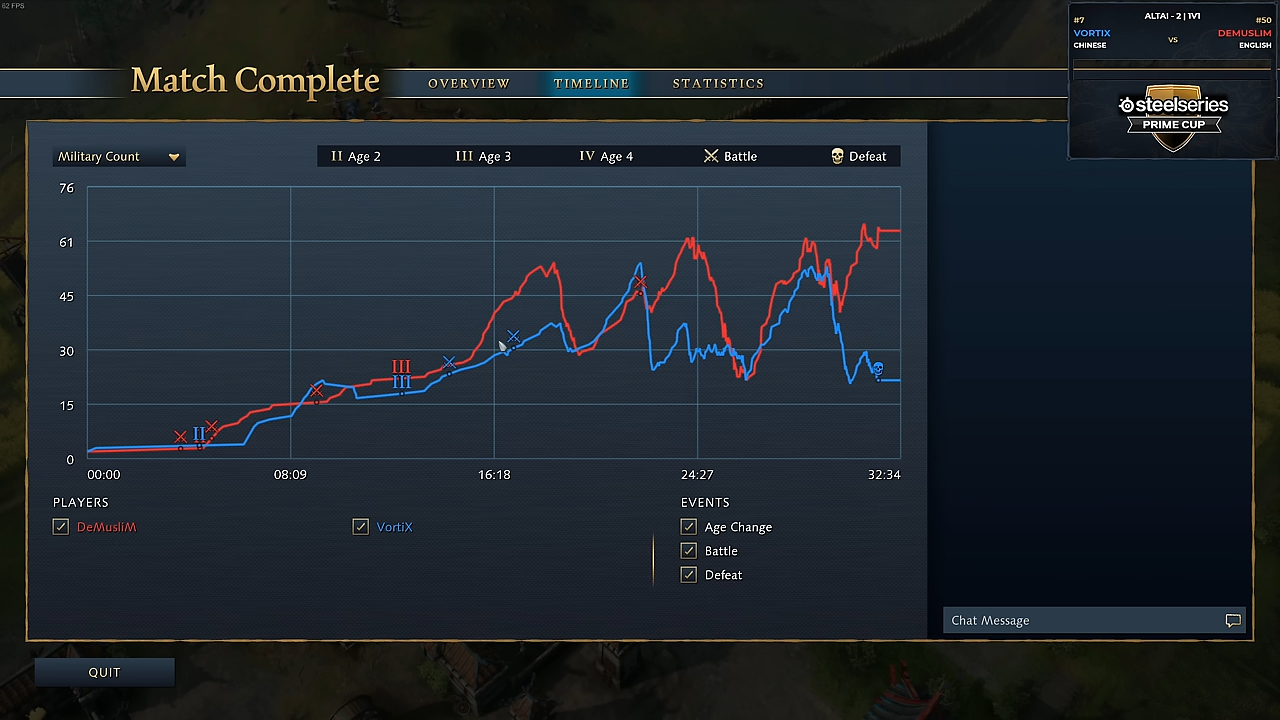 62 FPS
#7 ALTAI - 2 | 1V1 #50
VORTIX VS DEMUSLIM
CHINESE ENGLISH
steelseries
PRIME CUP
Match Complete OVERVIEW TIMELINE STATISTICS
Military Count II Age 2 III Age 3 IV Age 4 Battle Defeat
76
61
45
30
15
0
III
III
II
00:00 08:09 16:18 24:27 32:34
PLAYERS EVENTS
DeMusliM VortiX Age Change
Battle
Defeat
Chat Message
QUIT